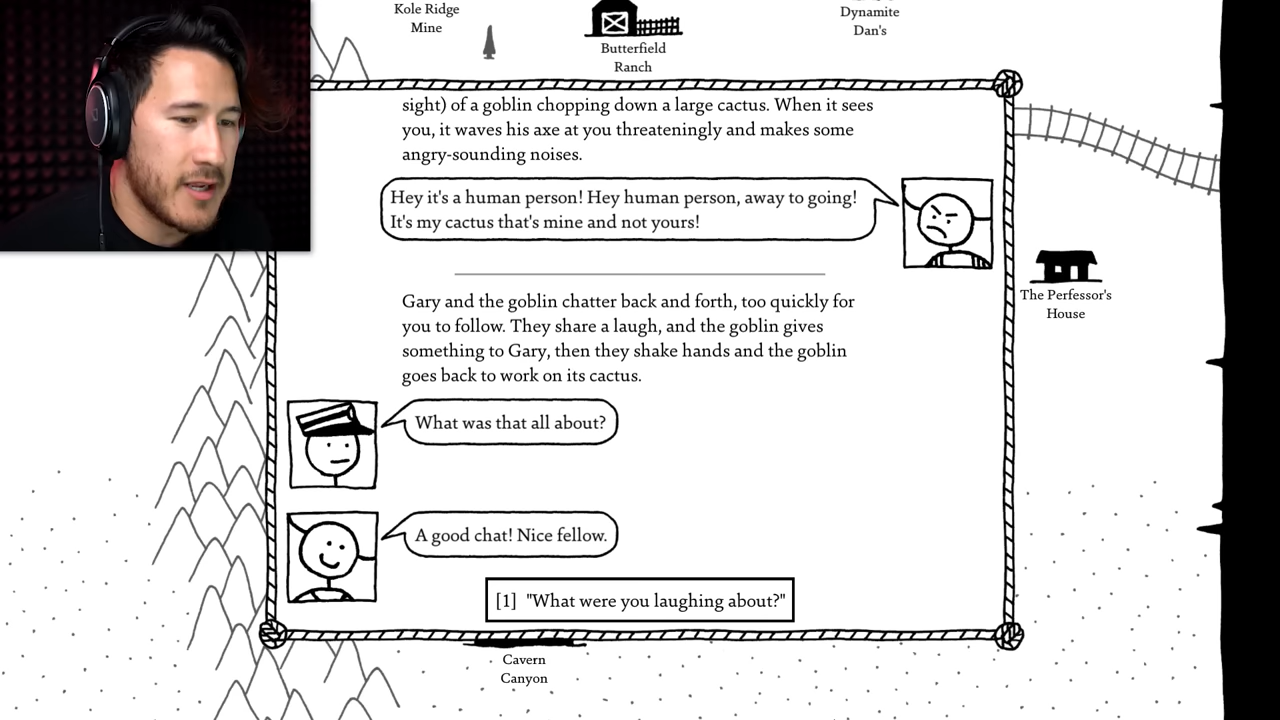 Kole Ridge
Mine
Butterfield
Ranch
Dynamite
Dan's
sight) of a goblin chopping down a large cactus. When it sees
you, it waves his axe at you threateningly and makes some
angry-sounding noises.
Hey it's a human person! Hey human person, away to going!
It's my cactus that's mine and not yours!
The Perfessor's
House
Gary and the goblin chatter back and forth, too quickly for
you to follow. They share a laugh, and the goblin gives
something to Gary, then they shake hands and the goblin
goes back to work on its cactus.
What was that all about?
A good chat! Nice fellow.
[1] "What were you laughing about?"
Cavern
Canyon